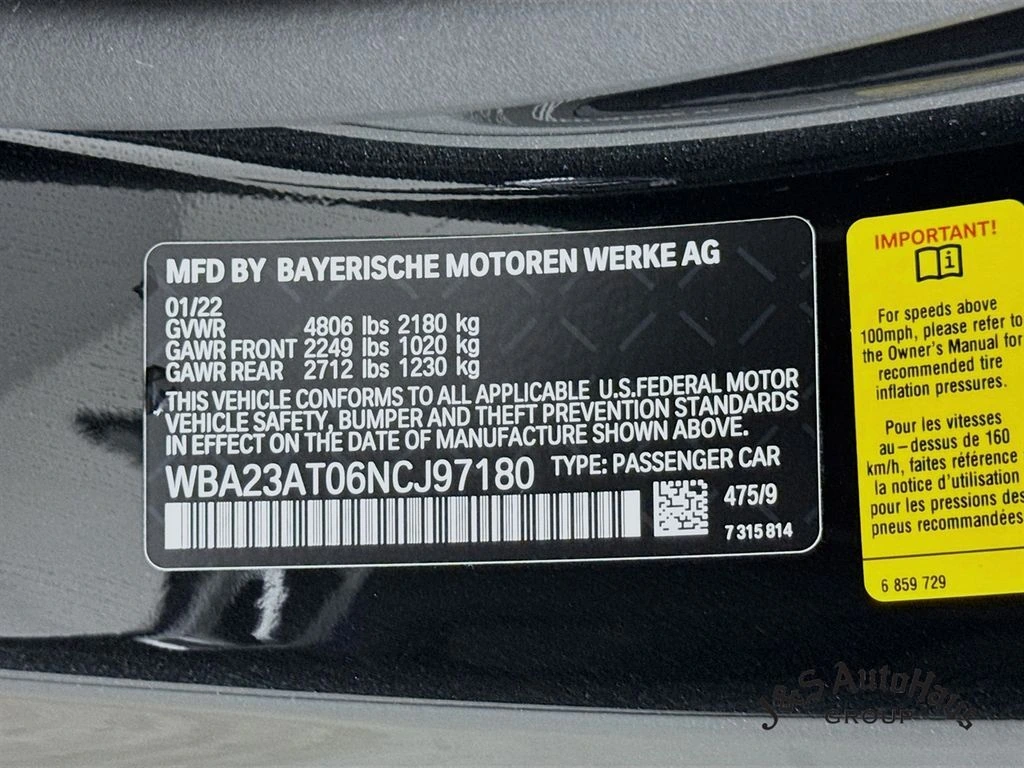 MFD BY BAYERISCHE MOTOREN WERKE AG
01/22
GVWR 4806 lbs 2180 kg
GAWR FRONT 2249 lbs 1020 kg
GAWR REAR 2712 lbs 1230 kg
THIS VEHICLE CONFORMS TO ALL APPLICABLE U.S.FEDERAL MOTOR
VEHICLE SAFETY, BUMPER AND THEFT PREVENTION STANDARDS
IN EFFECT ON THE DATE OF MANUFACTURE SHOWN ABOVE.
WBA23AT06NCJ97180 TYPE: PASSENGER CAR
475/9
7 315 814
IMPORTANT!
i
For speeds above
100mph, please refer to
the Owner's Manual for
recommended tire
inflation pressures.
Pour les vitesses
au-dessus de 160
km/h, faites référence
la notice d'utilisation
pour les pressions des
pneus recommandées
6 859 729
J&S AutoHaus
GROUP